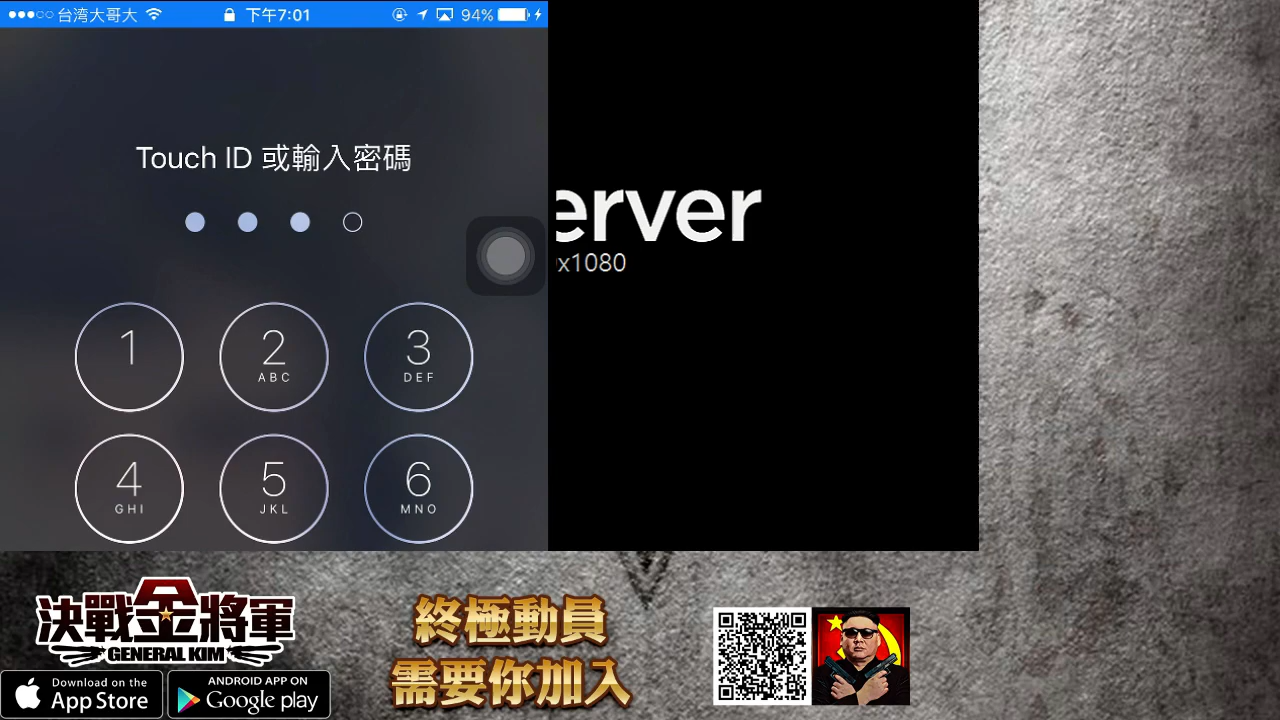 台湾大哥大 下午7:01 94%
Touch ID 或輸入密碼
erver
x1080
1
2
ABC
3
DEF
4
GHI
5
JKL
6
MNO
決戰金將軍
GENERAL KIM
Download on the
App Store
ANDROID APP ON
Google play
終極動員
需要你加入